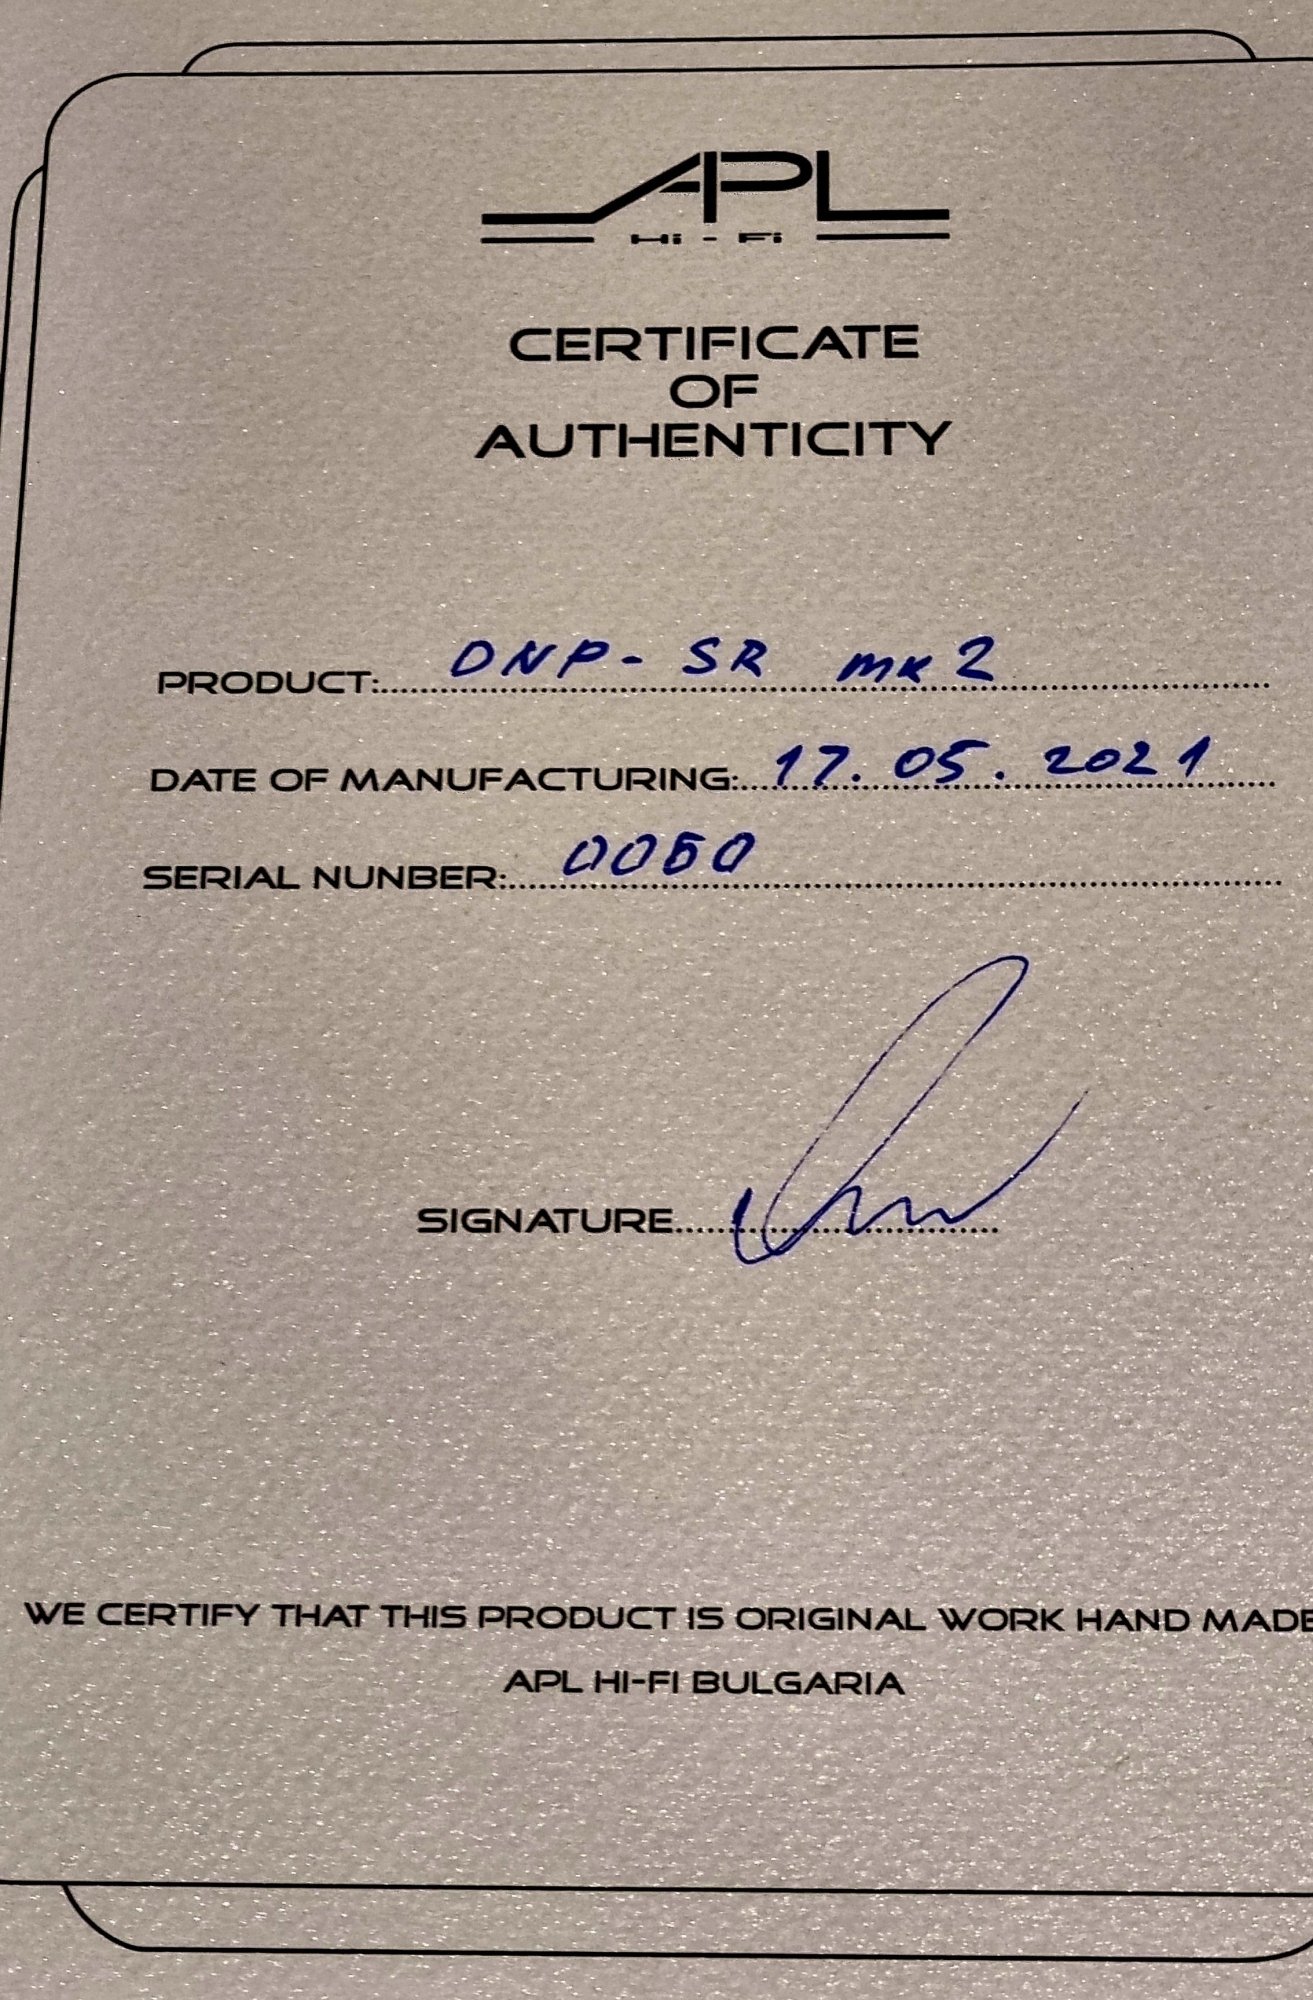 APL
Hi - Fi
CERTIFICATE
OF
AUTHENTICITY
PRODUCT: DNP - SR mk2
DATE OF MANUFACTURING: 17. 05. 2021
SERIAL NUNBER: 0050
SIGNATURE
WE CERTIFY THAT THIS PRODUCT IS ORIGINAL WORK HAND MADE
APL HI-FI BULGARIA